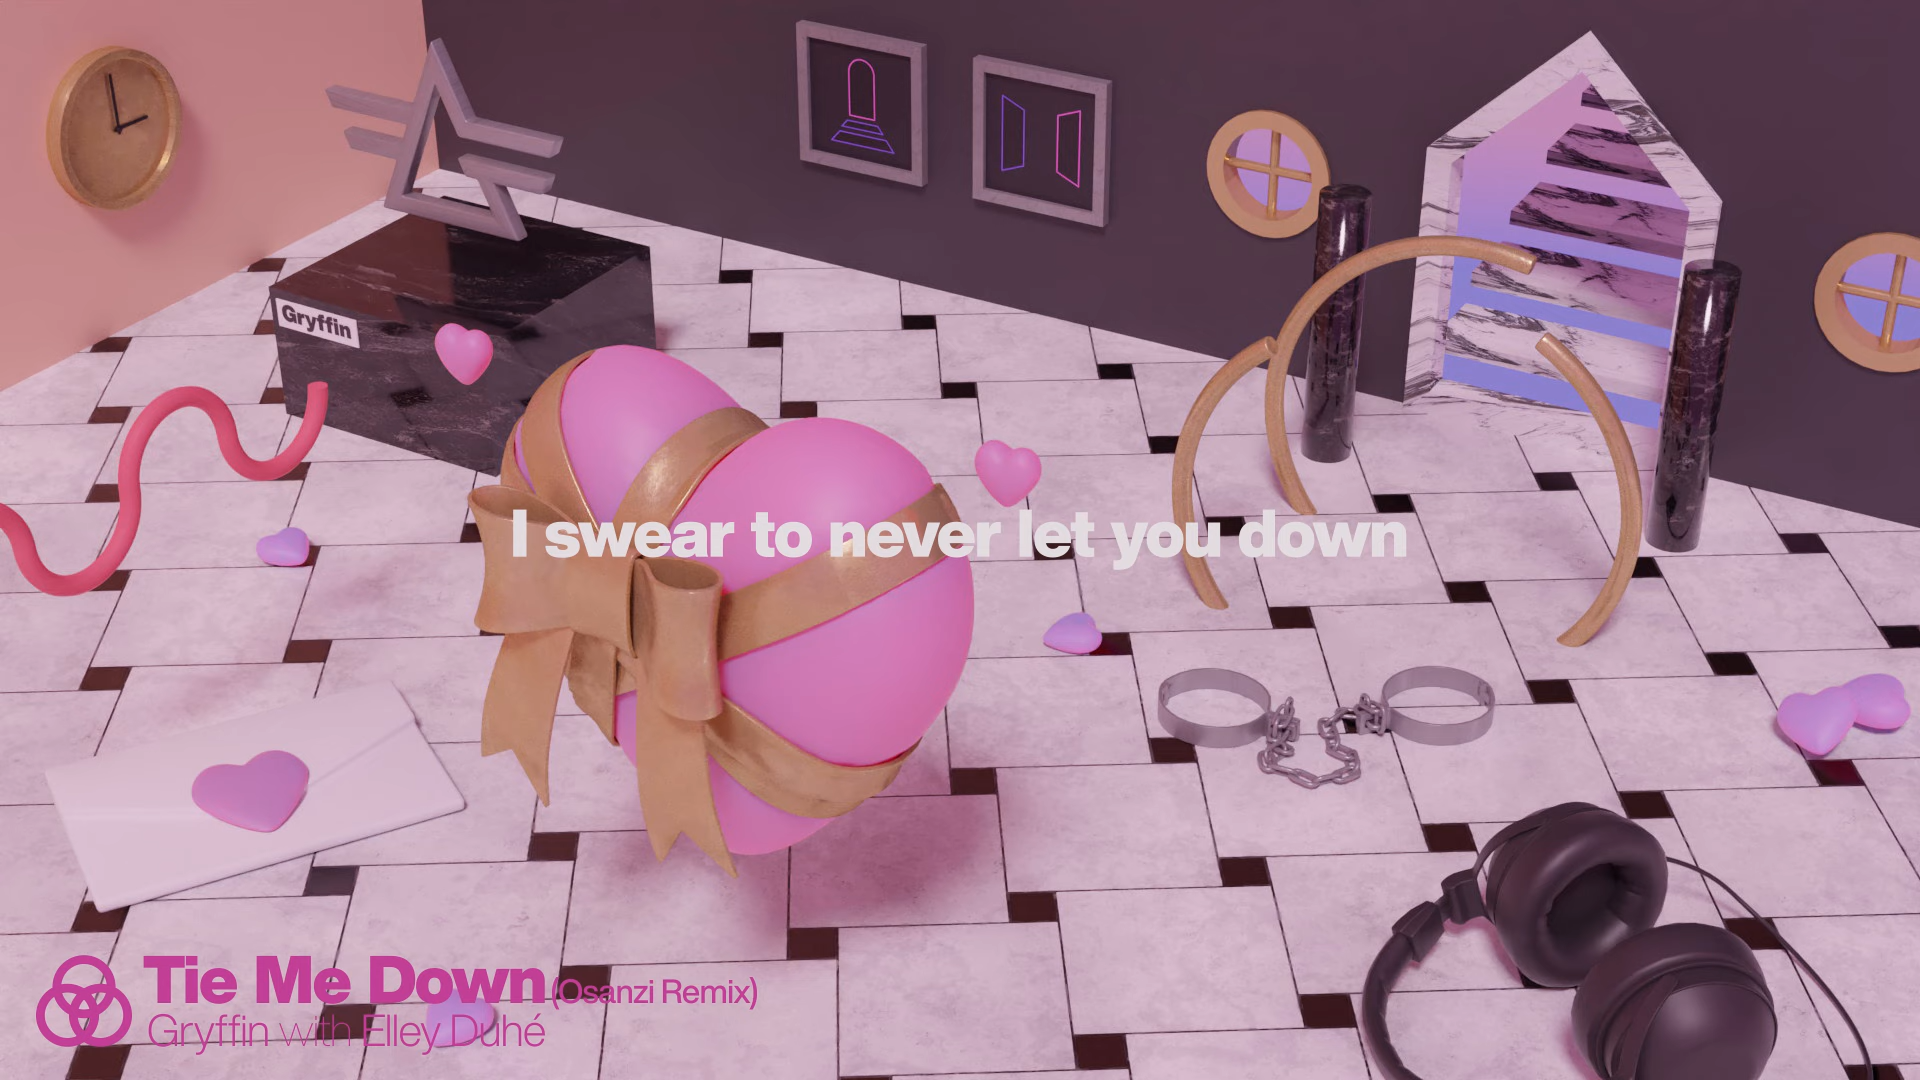 Gryffin
I swear to never let you down
Tie Me Down (Osanzi Remix)
Gryffin with Elley Duhé